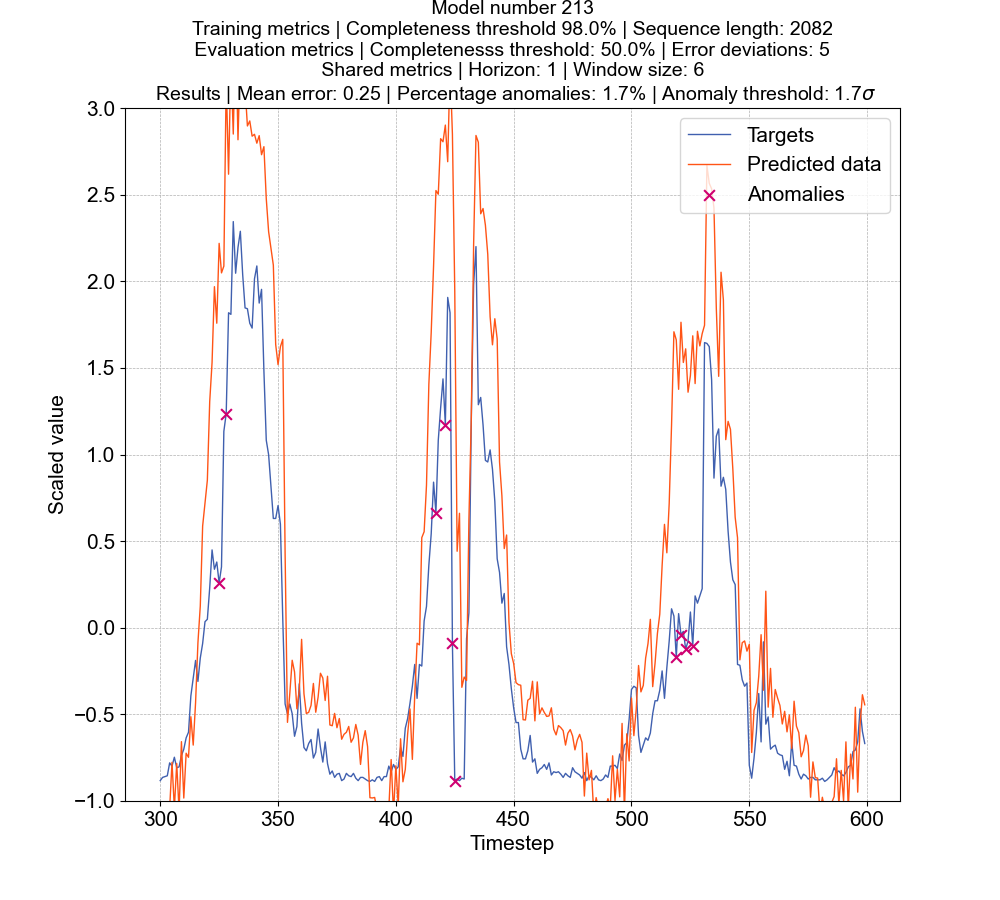 Model number 213
Training metrics | Completeness threshold 98.0% | Sequence length: 2082
Evaluation metrics | Completenesss threshold: 50.0% | Error deviations: 5
Shared metrics | Horizon: 1 | Window size: 6
Results | Mean error: 0.25 | Percentage anomalies: 1.7% | Anomaly threshold: 1.7σ
Targets
Predicted data
Anomalies
3.0
2.5
2.0
1.5
1.0
0.5
0.0
−0.5
−1.0
Scaled value
300
350
400
450
500
550
600
Timestep